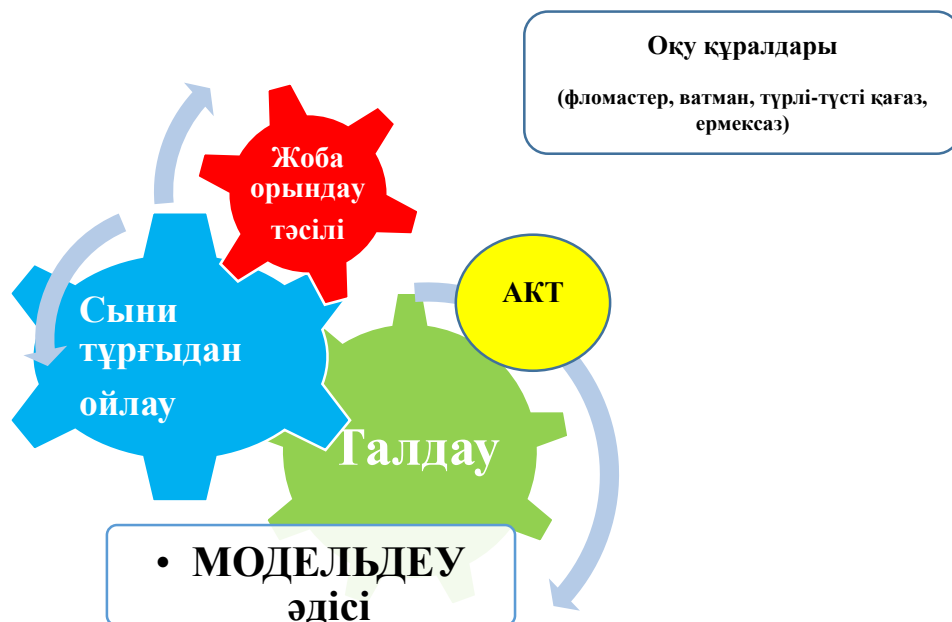 Оқу құралдары
(фломастер, ватман, түрлі-түсті қағаз,
ермексаз)
Жоба
орындау
тәсілі
Сыни
тұрғыдан
ойлау
АКТ
Талдау
• МОДЕЛЬДЕУ
әдісі